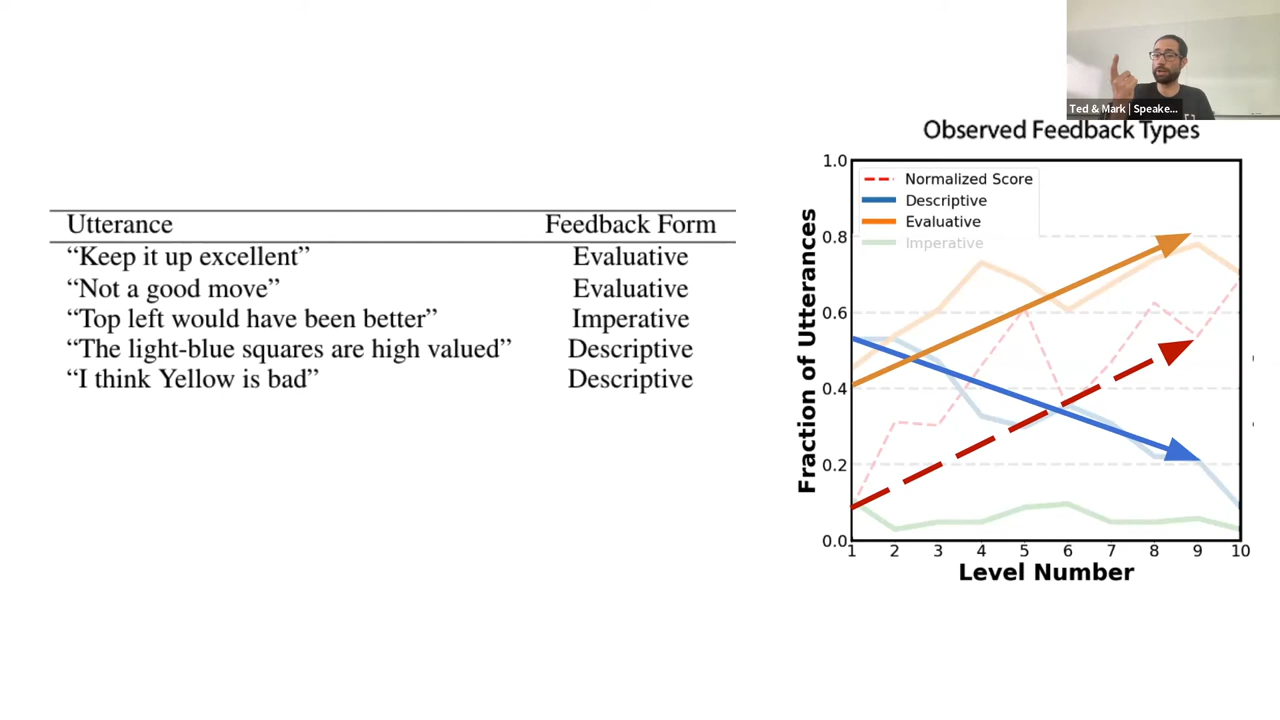 Ted & Mark | Speake...
Utterance Feedback Form
“Keep it up excellent” Evaluative
“Not a good move” Evaluative
“Top left would have been better” Imperative
“The light-blue squares are high valued” Descriptive
“I think Yellow is bad” Descriptive
Observed Feedback Types
Normalized Score
Descriptive
Evaluative
Imperative
Fraction of Utterances
1.0
0.8
0.6
0.4
0.2
0.0
1 2 3 4 5 6 7 8 9 10
Level Number